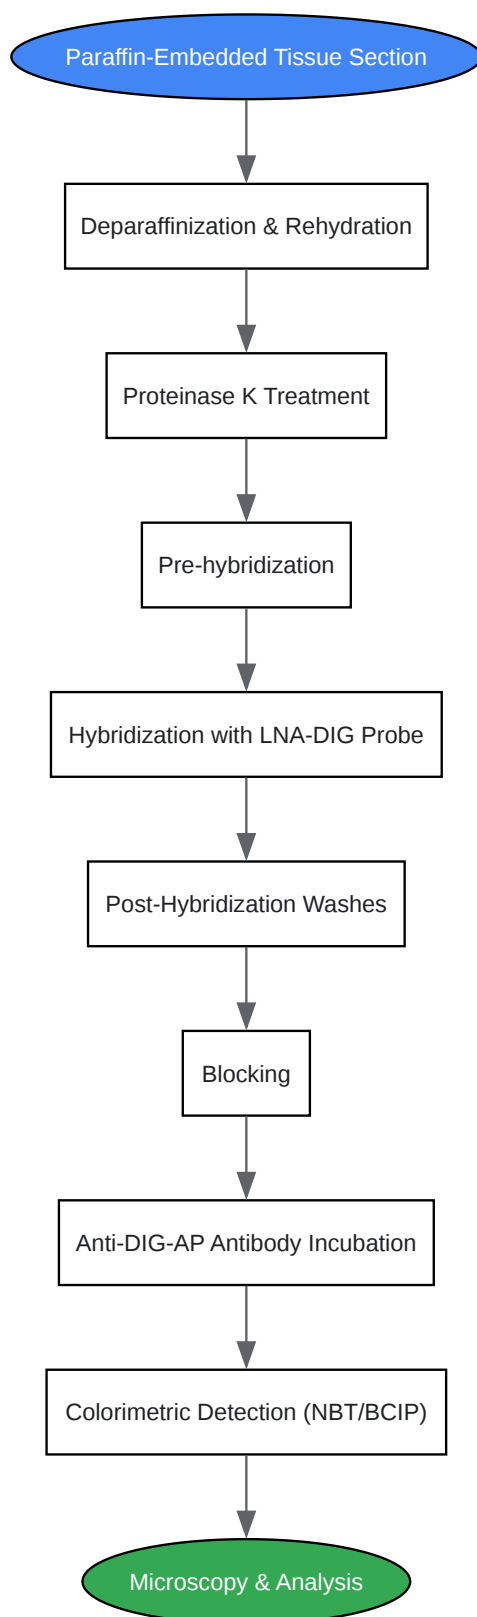 Paraffin-Embedded Tissue Section
Deparaffinization & Rehydration
Proteinase K Treatment
Pre-hybridization
Hybridization with LNA-DIG Probe
Post-Hybridization Washes
Blocking
Anti-DIG-AP Antibody Incubation
Colorimetric Detection (NBT/BCIP)
Microscopy & Analysis